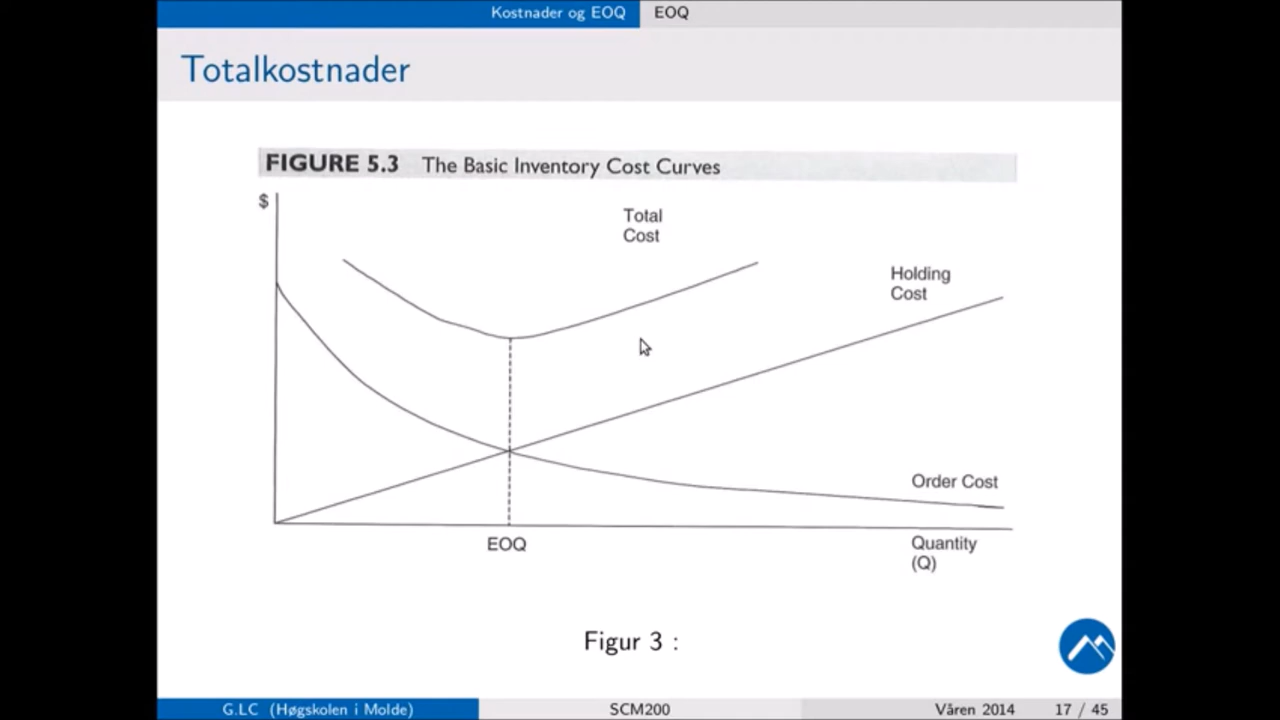 Kostnader og EOQ EOQ
Totalkostnader
FIGURE 5.3 The Basic Inventory Cost Curves
$
Total
Cost
Holding
Cost
Order Cost
EOQ
Quantity
(Q)
Figur 3 :
G.LC (Høgskolen i Molde) SCM200 Våren 2014 17 / 45